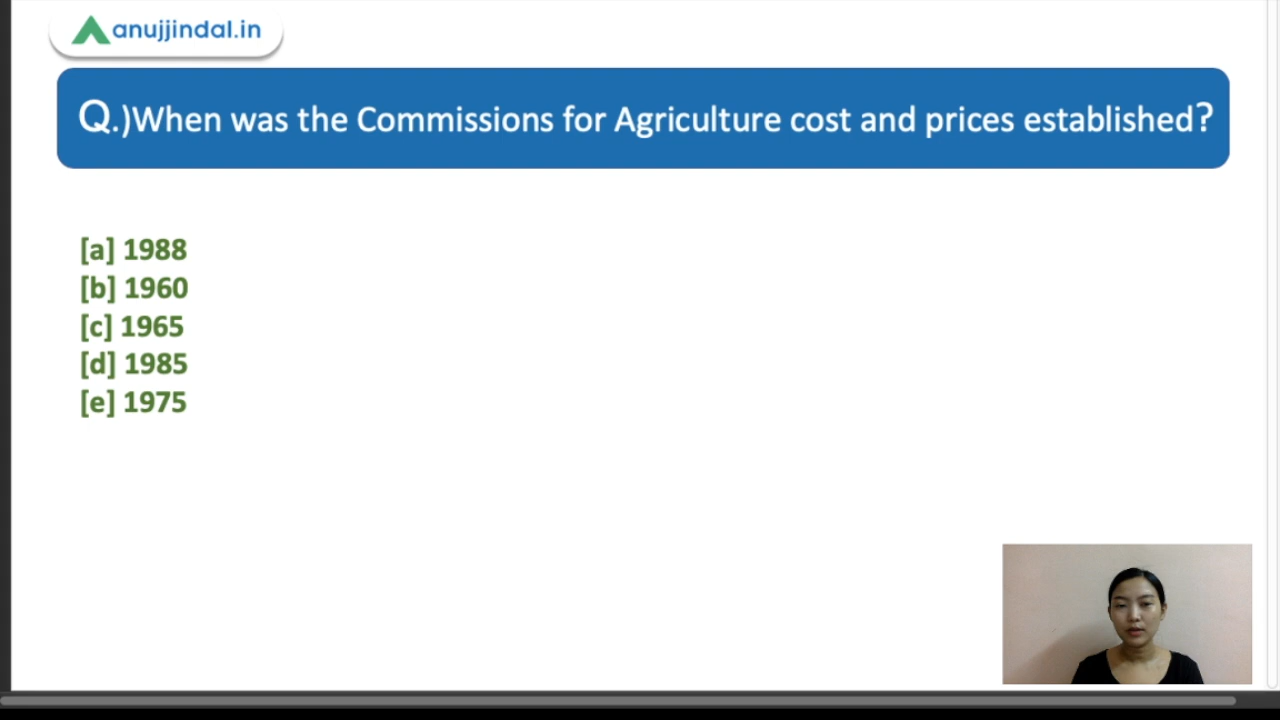 anujjindal.in
Q.)When was the Commissions for Agriculture cost and prices established?
[a] 1988
[b] 1960
[c] 1965
[d] 1985
[e] 1975